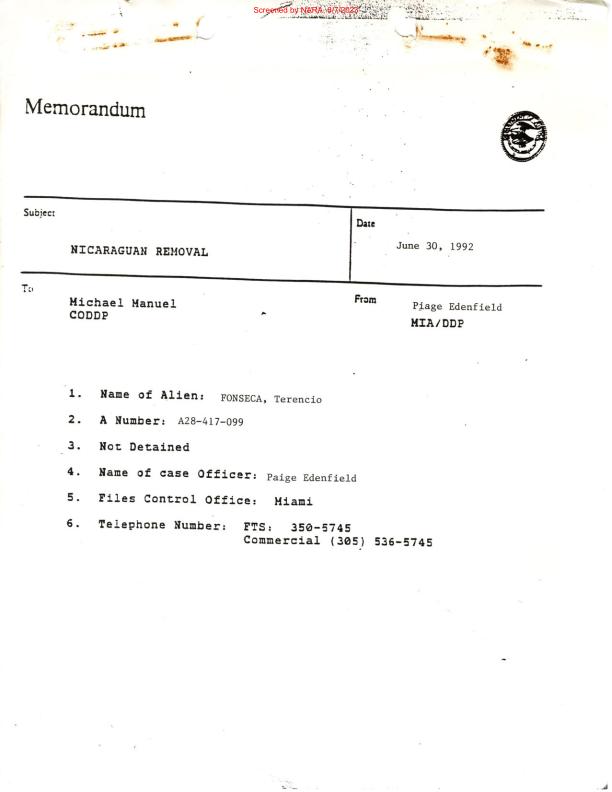 Screened by NARA, 9/7/2023
Memorandum
Subject
NICARAGUAN REMOVAL
Date
June 30, 1992
To
Michael Manuel
CODDP
From
Piage Edenfield
MIA/DDP
1. Name of Alien: FONSECA, Terencio
2. A Number: A28-417-099
3. Not Detained
4. Name of case Officer: Paige Edenfield
5. Files Control Office: Miami
6. Telephone Number: FTS: 350-5745
Commercial (305) 536-5745